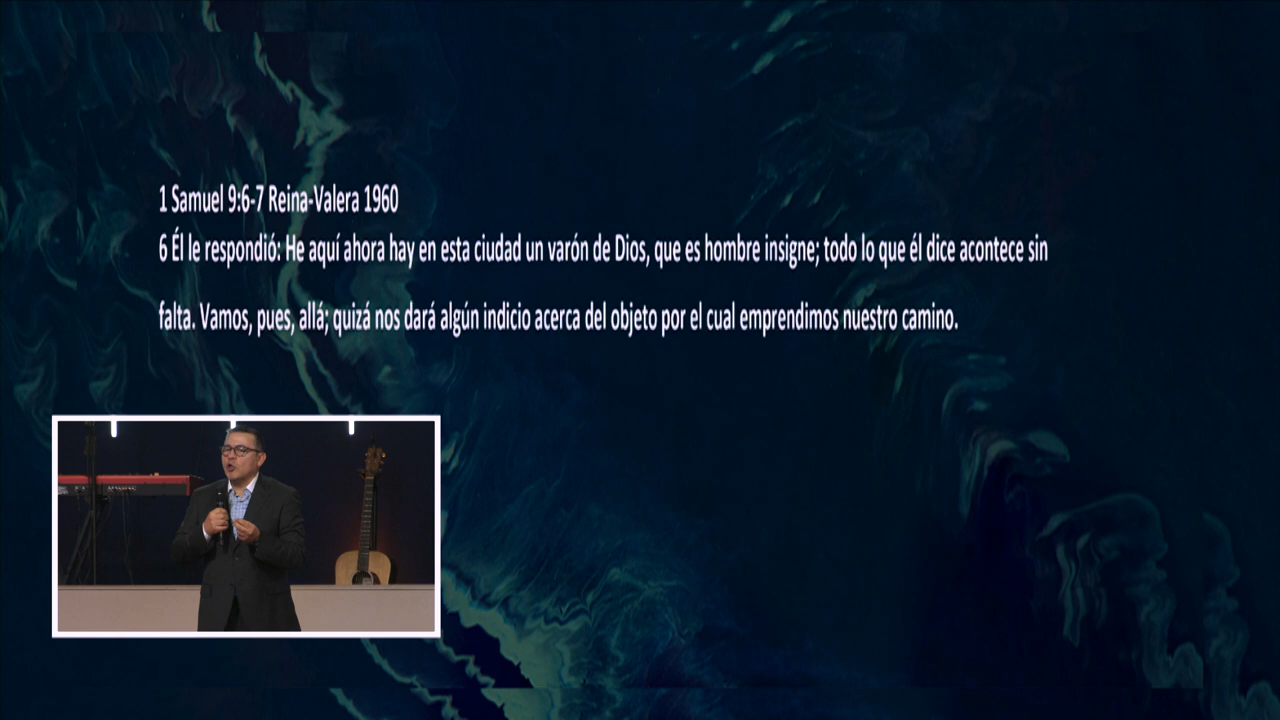 1 Samuel 9:6-7 Reina-Valera 1960
6 Él le respondió: He aquí ahora hay en esta ciudad un varón de Dios, que es hombre insigne; todo lo que él dice acontece sin
falta. Vamos, pues, allá; quizá nos dará algún indicio acerca del objeto por el cual emprendimos nuestro camino.